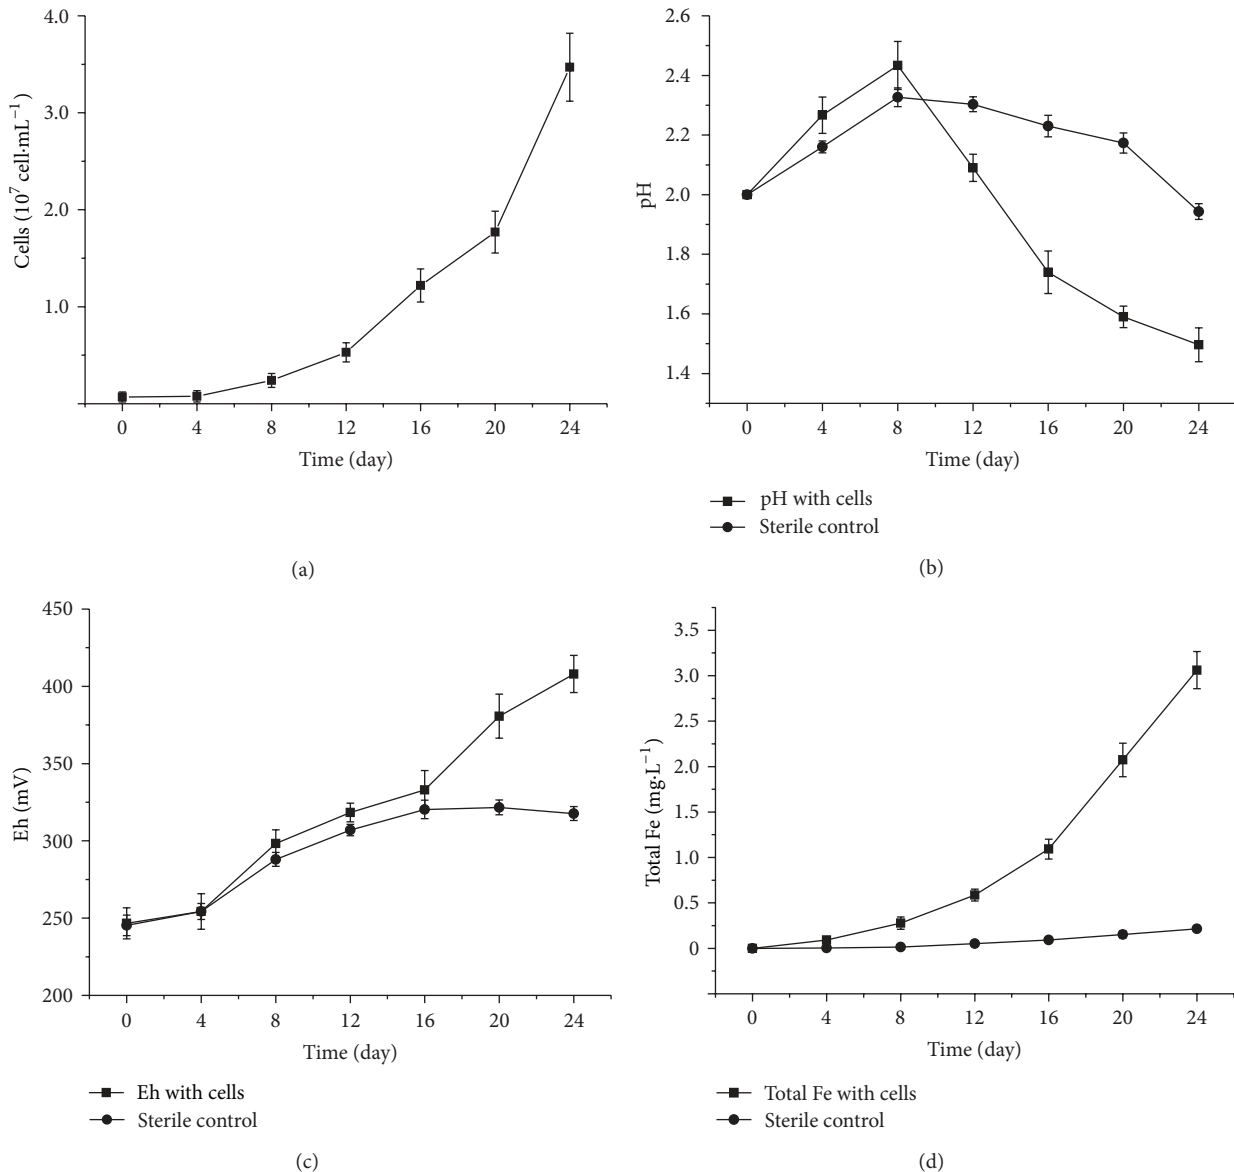 4.0
3.0
2.0
1.0
Cells (10⁷ cell·mL⁻¹)
0 4 8 12 16 20 24
Time (day)
(a)
2.6
2.4
2.2
2.0
1.8
1.6
1.4
pH
0 4 8 12 16 20 24
Time (day)
pH with cells
Sterile control
(b)
450
400
350
300
250
200
Eh (mV)
0 4 8 12 16 20 24
Time (day)
Eh with cells
Sterile control
(c)
3.5
3.0
2.5
2.0
1.5
1.0
0.5
0
Total Fe (mg·L⁻¹)
0 4 8 12 16 20 24
Time (day)
Total Fe with cells
Sterile control
(d)